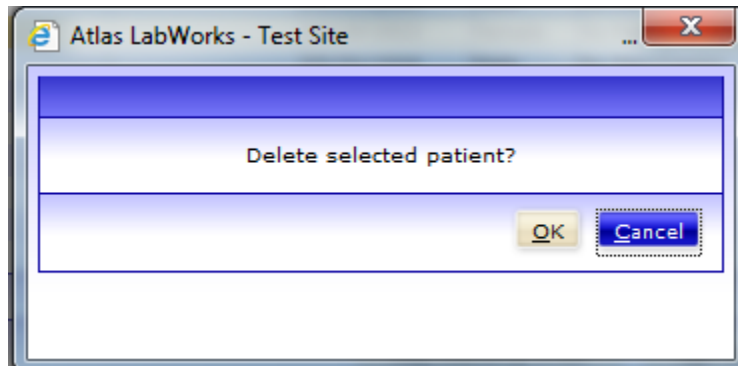 Atlas LabWorks - Test Site ...
Delete selected patient?
OK Cancel